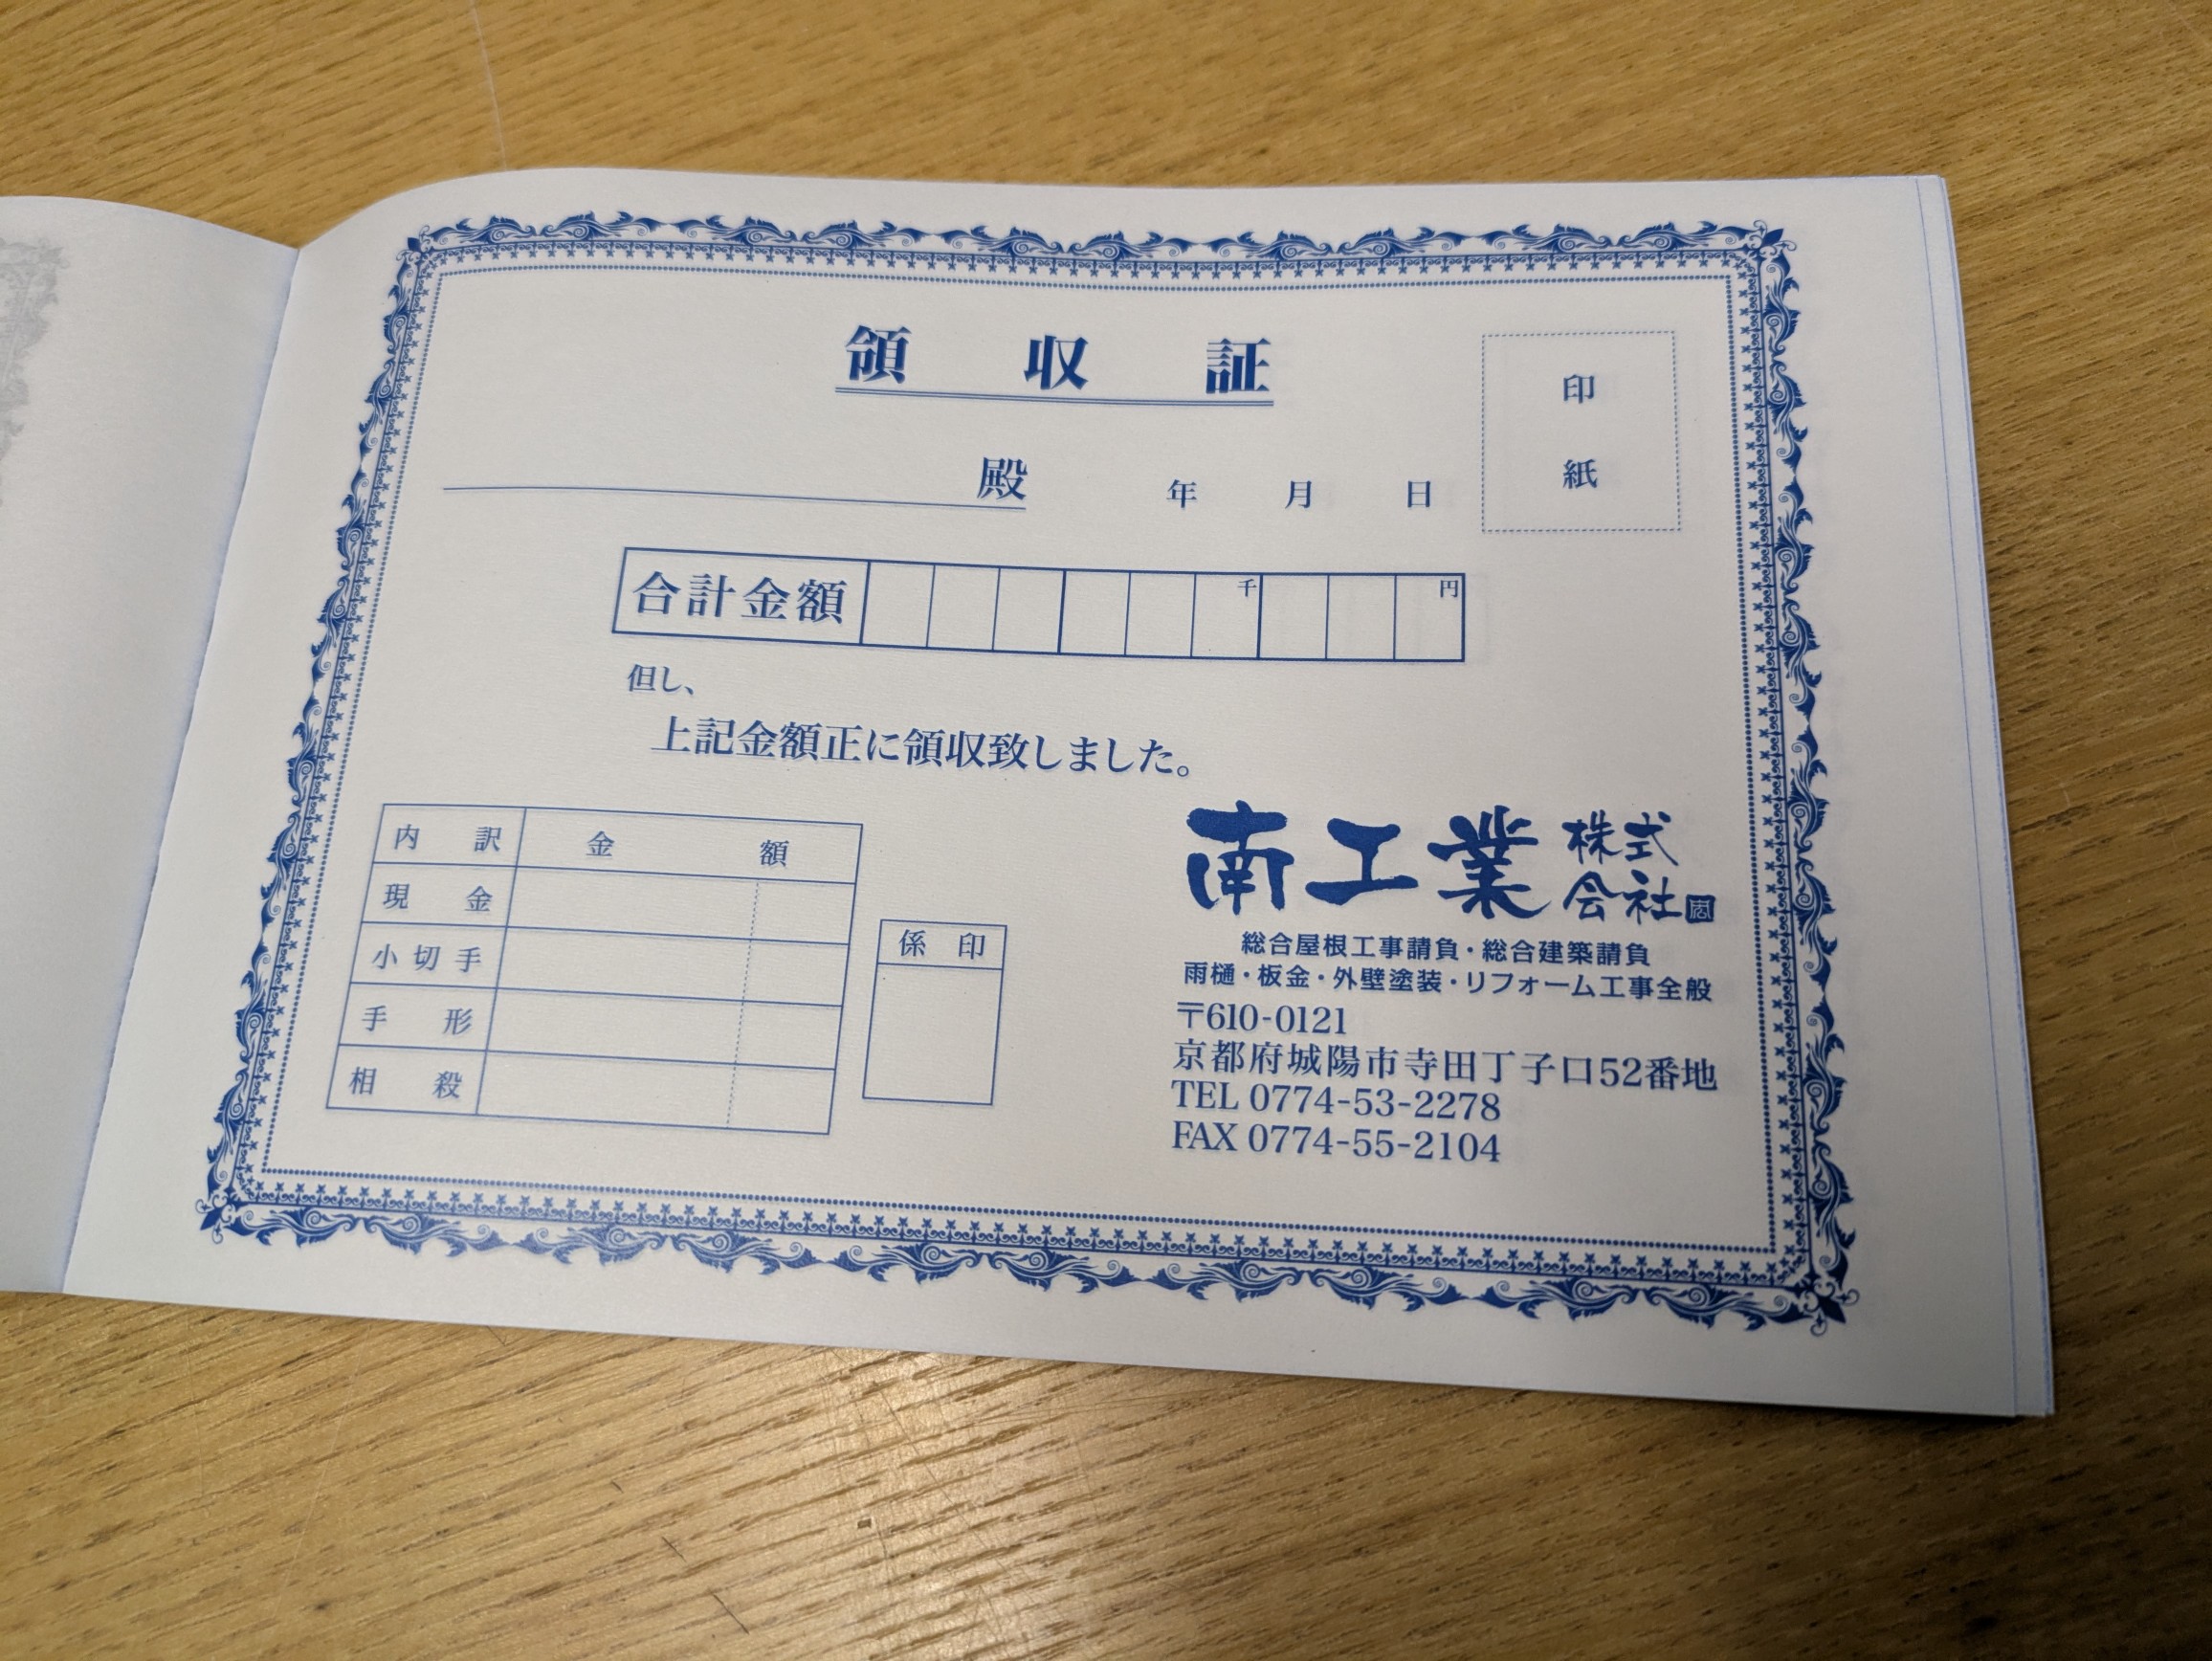 領収証
印紙
殿 年 月 日
合計金額 千 円
但し、
上記金額正に領収致しました。
内訳 金額
現金
小切手
手形
相殺
係印
南工業株式会社
総合屋根工事請負・総合建築請負
雨樋・板金・外壁塗装・リフォーム工事全般
〒610-0121
京都府城陽市寺田丁子口52番地
TEL 0774-53-2278
FAX 0774-55-2104